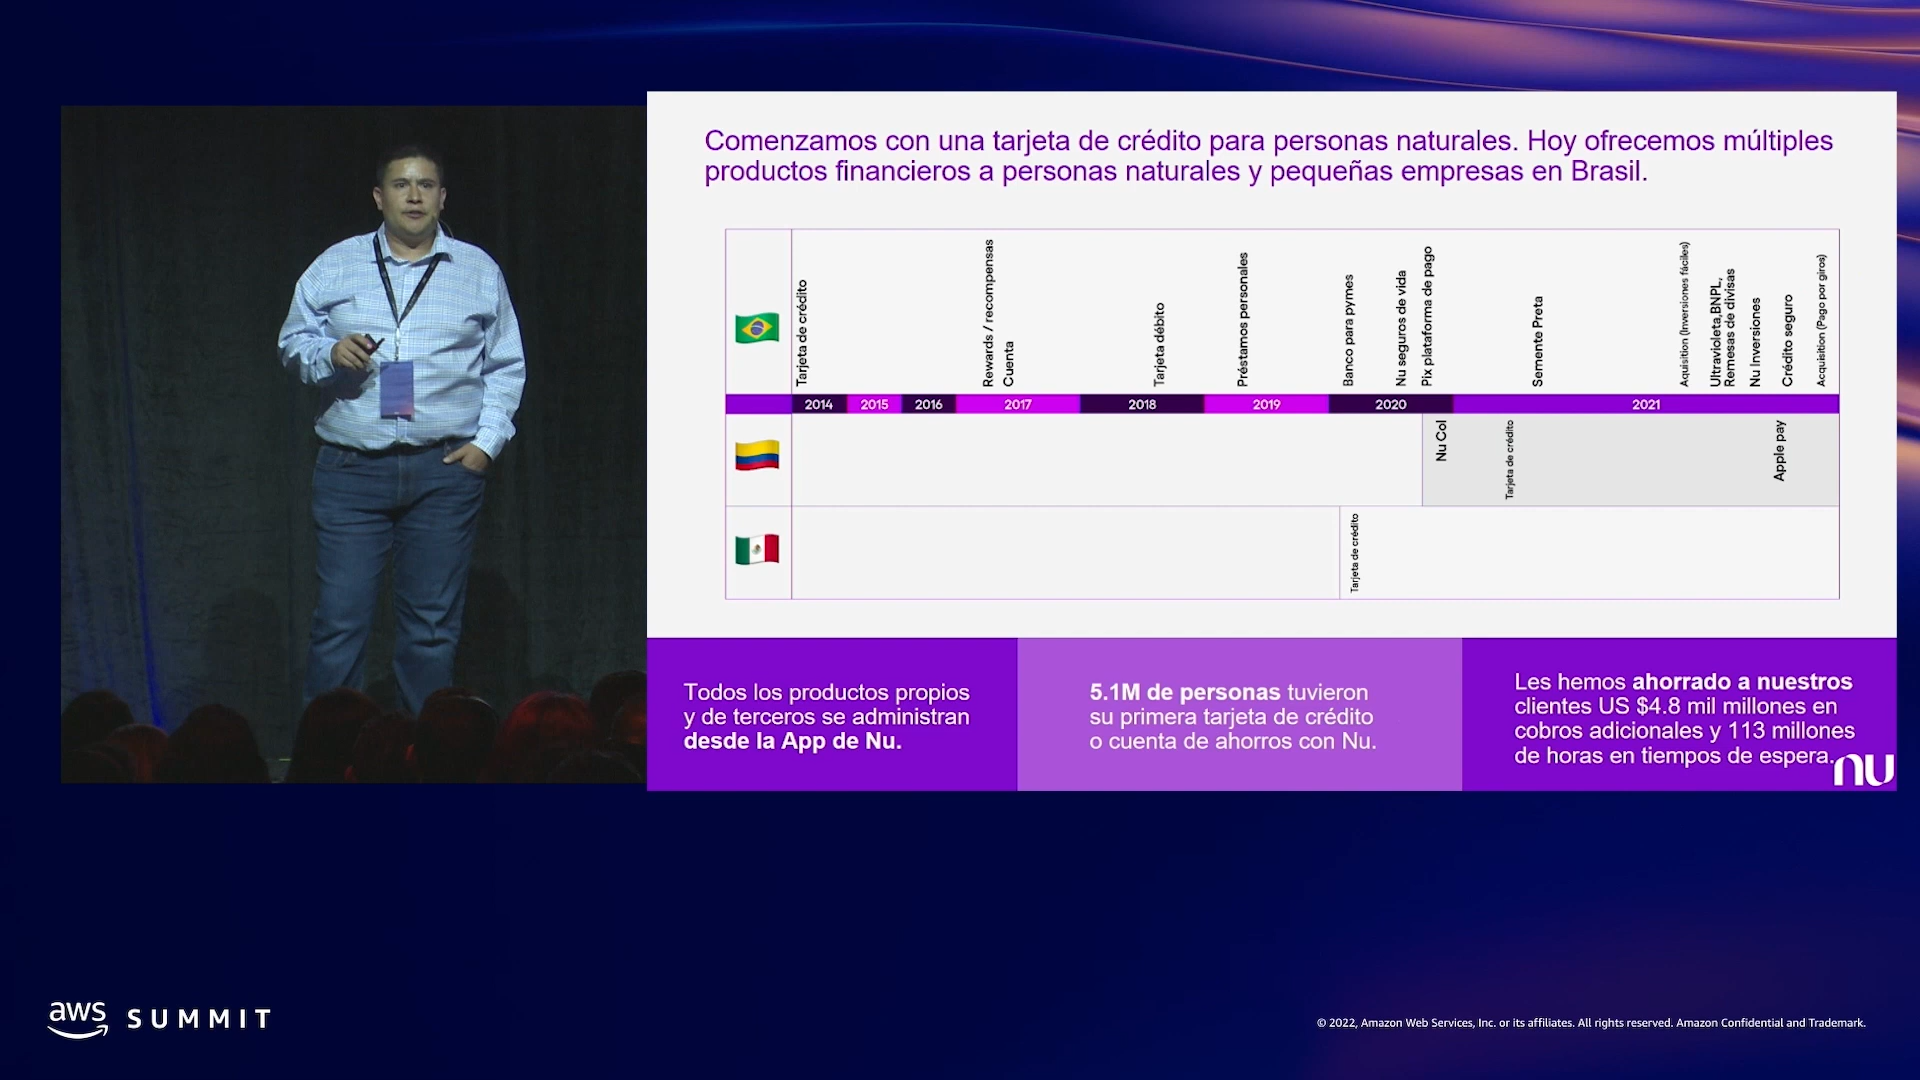 Comenzamos con una tarjeta de crédito para personas naturales. Hoy ofrecemos múltiples
productos financieros a personas naturales y pequeñas empresas en Brasil.
Tarjeta de crédito
Rewards / recompensas
Cuenta
Tarjeta débito
Préstamos personales
Banco para pymes
Nu seguros de vida
Pix plataforma de pago
Semente Preta
Aquisition (Inversiones fáciles)
Ultravioleta,BNPL,
Remesas de divisas
Nu Inversiones
Crédito seguro
Acquisition (Pago por giros)
2014 2015 2016 2017 2018 2019 2020 2021
Nu Col
Tarjeta de crédito
Apple pay
Tarjeta de crédito
Todos los productos propios
y de terceros se administran
desde la App de Nu.
5.1M de personas tuvieron
su primera tarjeta de crédito
o cuenta de ahorros con Nu.
Les hemos ahorrado a nuestros
clientes US $4.8 mil millones en
cobros adicionales y 113 millones
de horas en tiempos de espera.
nu
aws SUMMIT
© 2022, Amazon Web Services, Inc. or its affiliates. All rights reserved. Amazon Confidential and Trademark.